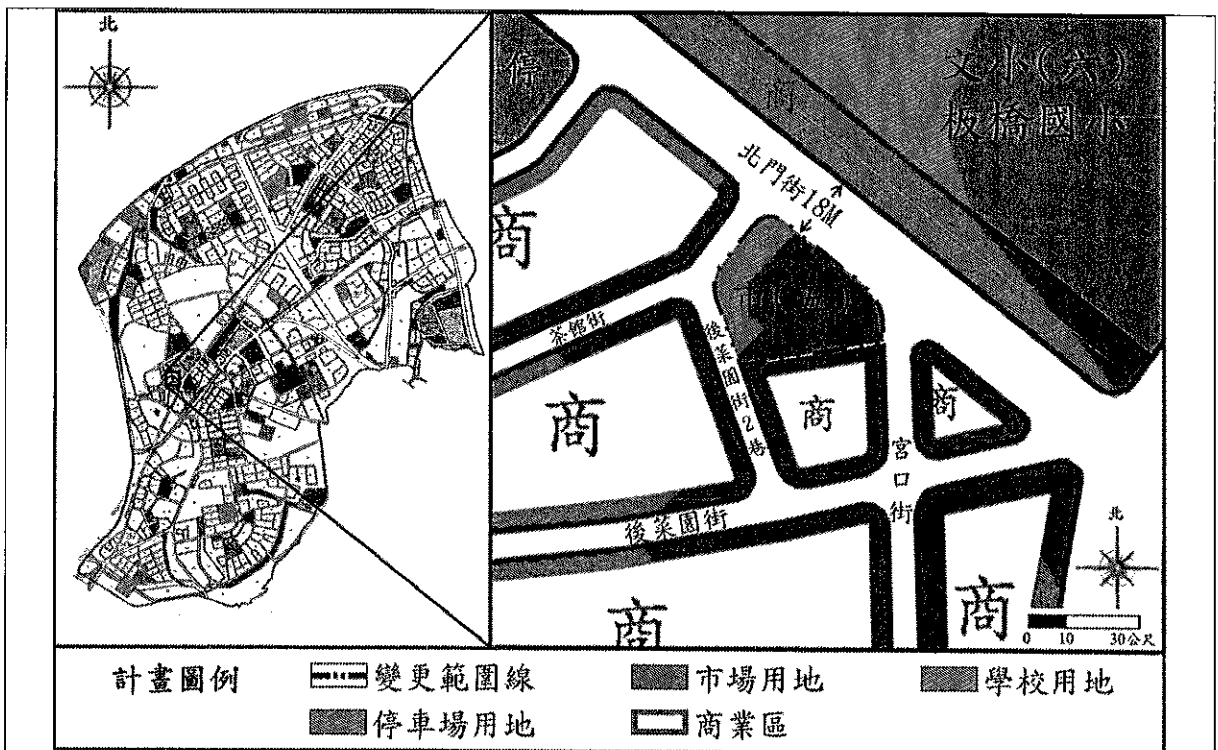 北
停
商
文小(六)
板橋國小
北門街18M
商
茶館街
後菜園街2巷
商
商
商
宮口街
後菜園街
北
商
商
0 10 30公尺
計畫圖例
變更範圍線
市場用地
學校用地
停車場用地
商業區